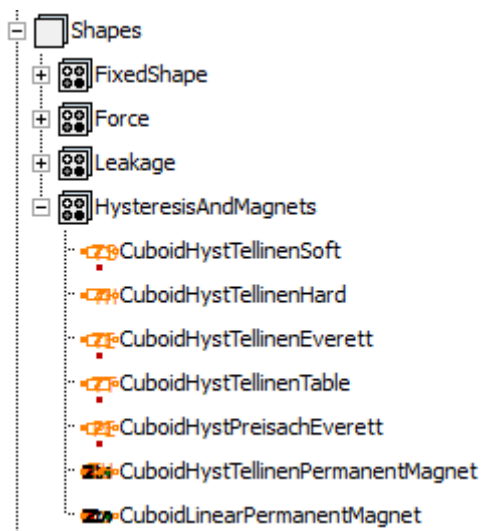 Shapes
FixedShape
Force
Leakage
HysteresisAndMagnets
CuboidHystTellinenSoft
CuboidHystTellinenHard
CuboidHystTellinenEverett
CuboidHystTellinenTable
CuboidHystPreisachEverett
CuboidHystTellinenPermanentMagnet
CuboidLinearPermanentMagnet